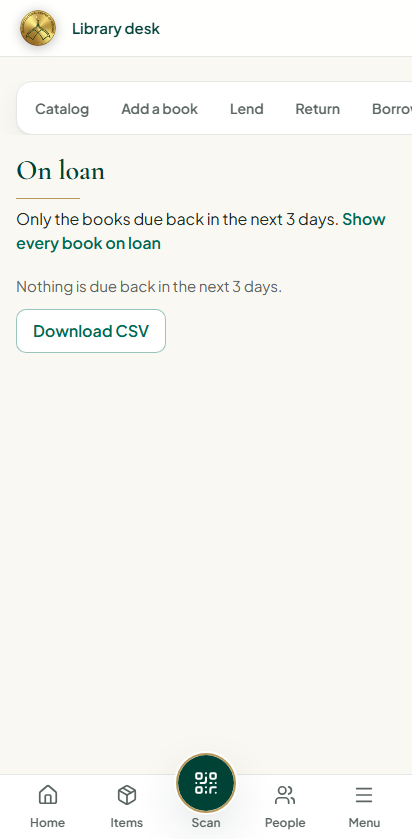 Library desk
Catalog Add a book Lend Return Borrow
On loan
Only the books due back in the next 3 days. Show
every book on loan
Nothing is due back in the next 3 days.
Download CSV
Home Items Scan People Menu